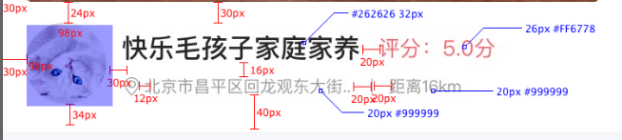 30px 24px 30px #262626 32px
98px 快乐毛孩子家庭家养 评分：5.0分 26px #FF6778
20px
30px 98px 30px 16px
12px 北京市昌平区回龙观东大街... 20px 20px 距离16km 20px #999999
34px 40px 20px #999999